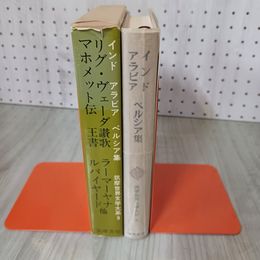 インド アラビア ペルシア集
リグ・ヴェーダ讃歌
マホメット伝
王書
ラーマーヤナ 他
ルバイヤード
筑摩世界文學大系 9
インド
アラビア
ペルシア集